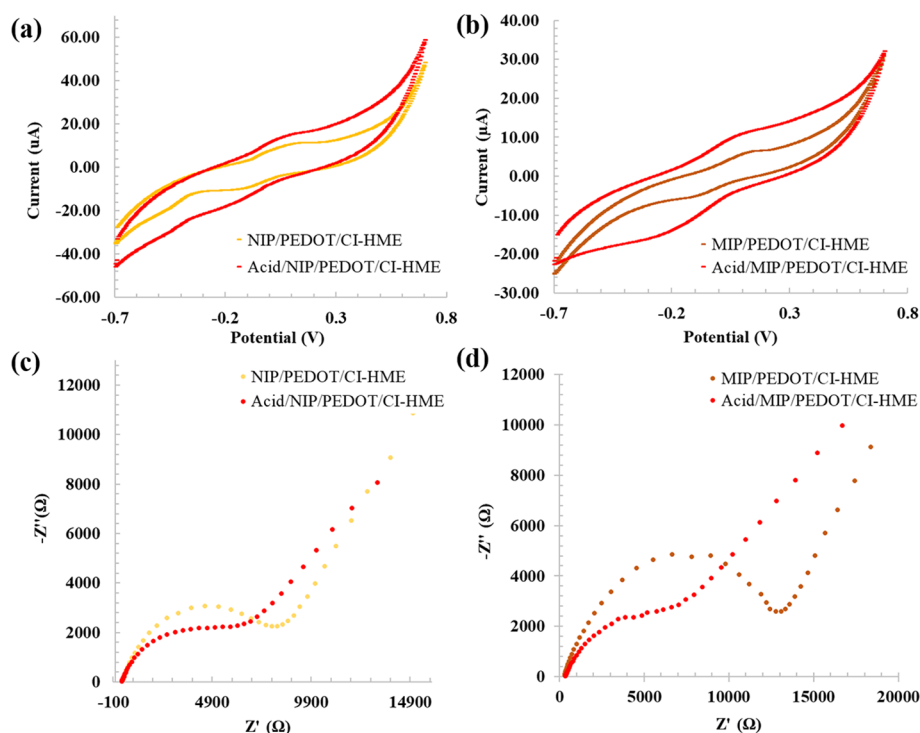 (a)
60.00
40.00
20.00
0.00
-20.00
-40.00
-60.00
Current (uA)
-0.7
-0.2
0.3
0.8
Potential (V)
NIP/PEDOT/CI-HME
Acid/NIP/PEDOT/CI-HME
(b)
40.00
30.00
20.00
10.00
0.00
-10.00
-20.00
-30.00
Current (μA)
-0.7
-0.2
0.3
0.8
Potential (V)
MIP/PEDOT/CI-HME
Acid/MIP/PEDOT/CI-HME
(c)
12000
10000
8000
6000
4000
2000
0
-Z''(Ω)
-100
4900
9900
14900
Z' (Ω)
NIP/PEDOT/CI-HME
Acid/NIP/PEDOT/CI-HME
(d)
12000
10000
8000
6000
4000
2000
0
-Z'' (Ω)
0
5000
10000
15000
20000
Z' (Ω)
MIP/PEDOT/CI-HME
Acid/MIP/PEDOT/CI-HME